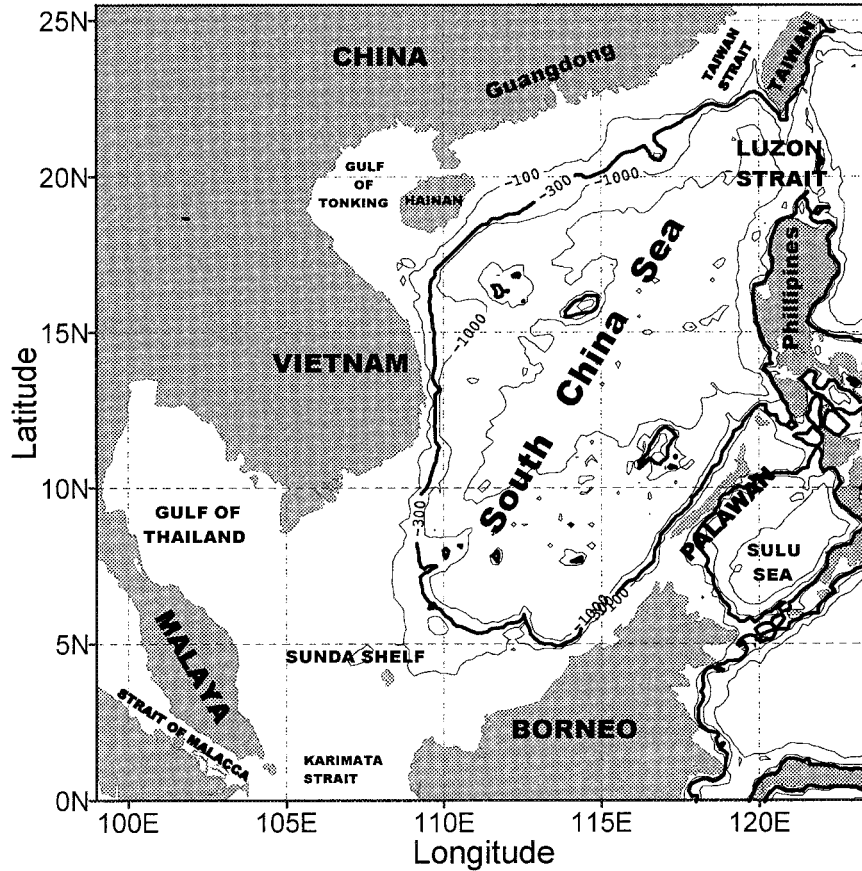 25N
20N
15N
10N
5N
0N
Latitude
100E
105E
110E
115E
120E
Longitude
CHINA
Guangdong
TAIWAN
STRAIT
TAIWAN
LUZON
STRAIT
GULF
OF
TONKING
HAINAN
-100
-300
-1000
South China Sea
Phillipines
-1000
VIETNAM
-300
GULF OF
THAILAND
PALAWAN
SULU
SEA
MALAYA
SUNDA SHELF
-1000
BORNEO
STRAIT OF MALACCA
KARIMATA
STRAIT